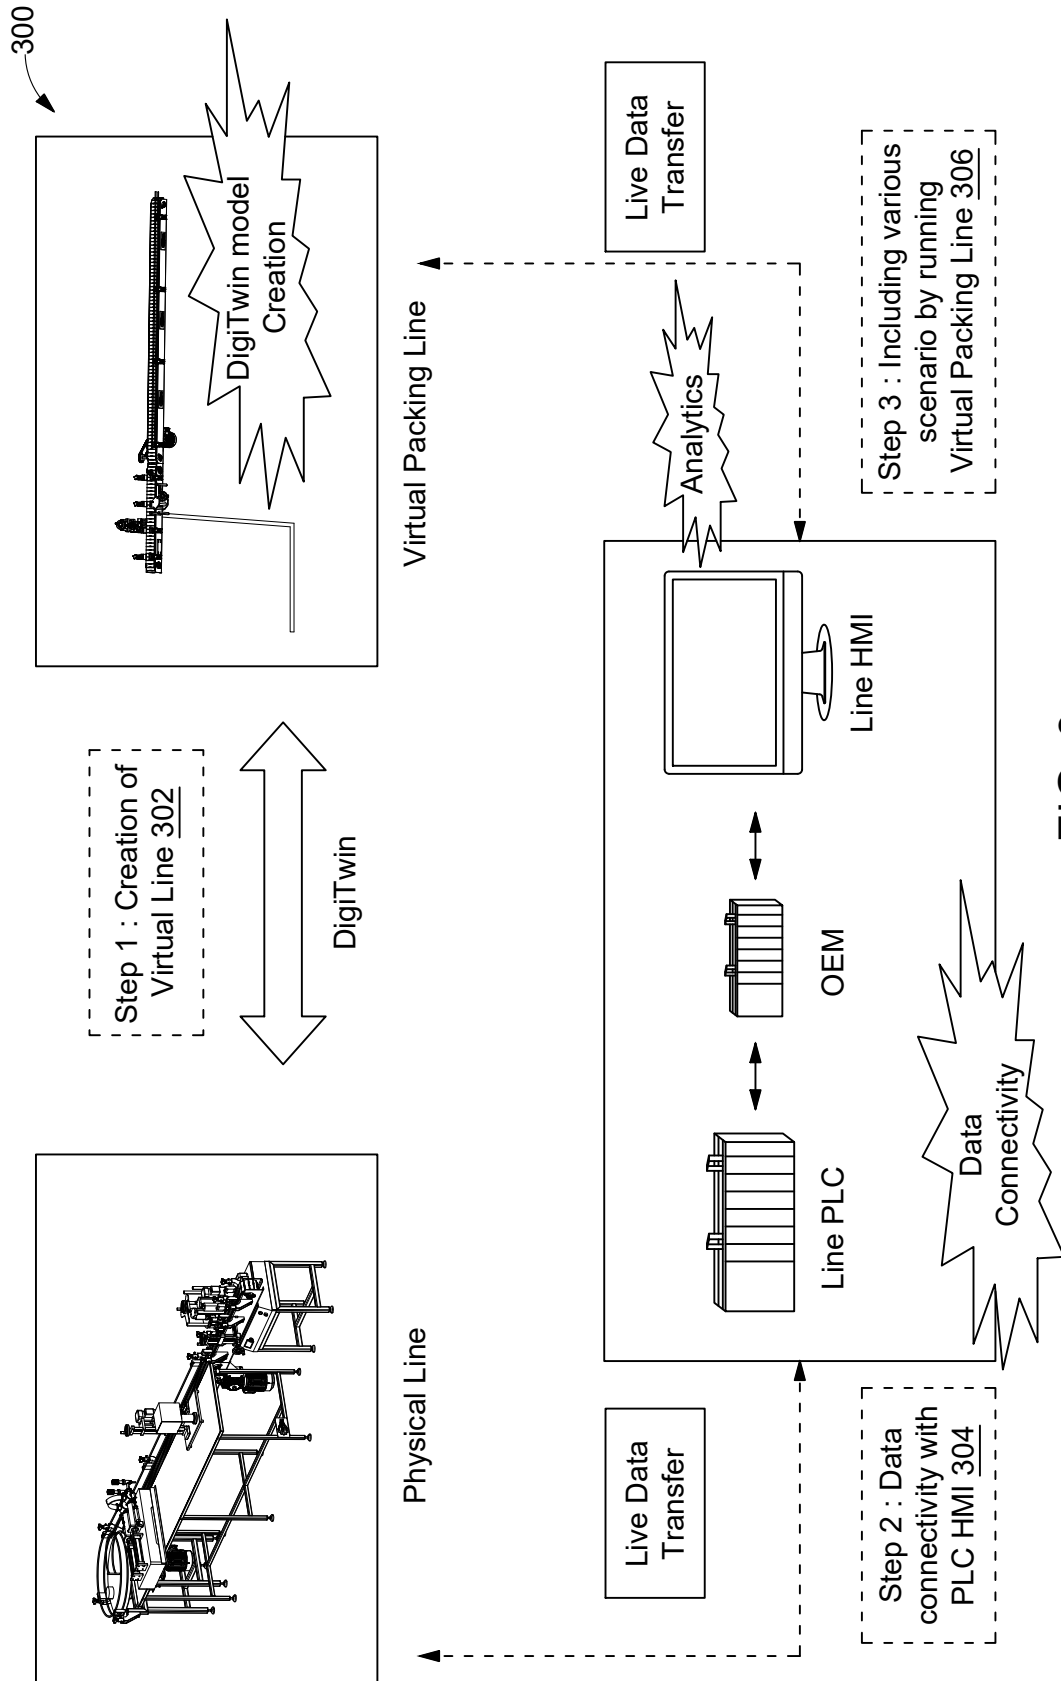 300
Step 1 : Creation of
Virtual Line 302
DigiTwin model
Creation
DigiTwin
Physical Line
Virtual Packing Line
Live Data
Transfer
Analytics
Live Data
Transfer
Line PLC
OEM
Line HMI
Data
Connectivity
Step 2 : Data
connectivity with
PLC HMI 304
Step 3 : Including various
scenario by running
Virtual Packing Line 306